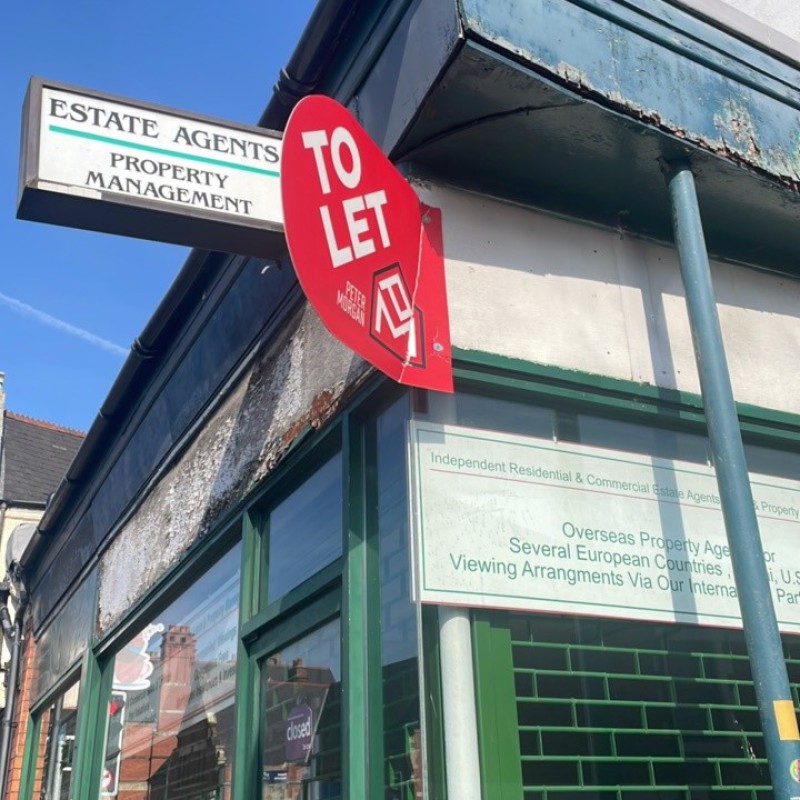 ESTATE AGENTS
PROPERTY
MANAGEMENT
TO
LET
PETER
MORGAN
Independent Residential & Commercial Estate Agents & Property
Overseas Property
Several European Countries , U.S
Viewing Arrangments Via Our
closed